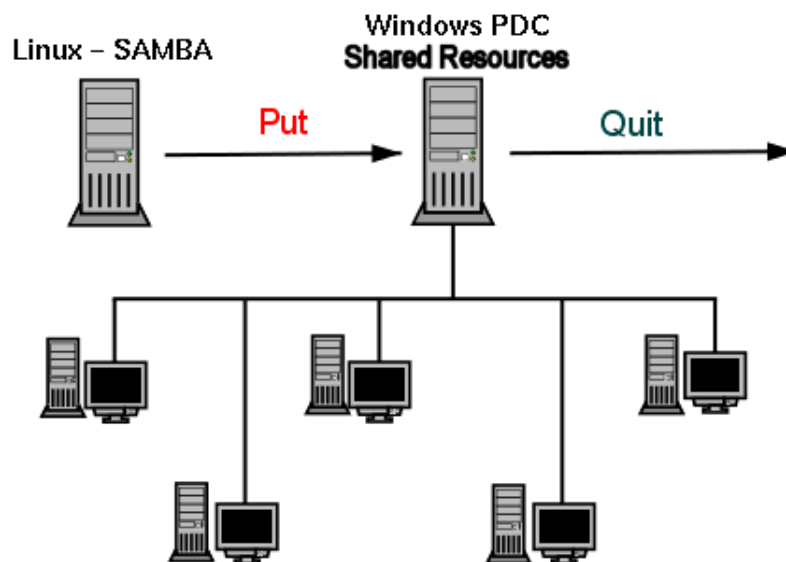 Linux – SAMBA
Windows PDC
Shared Resources
Put
Quit